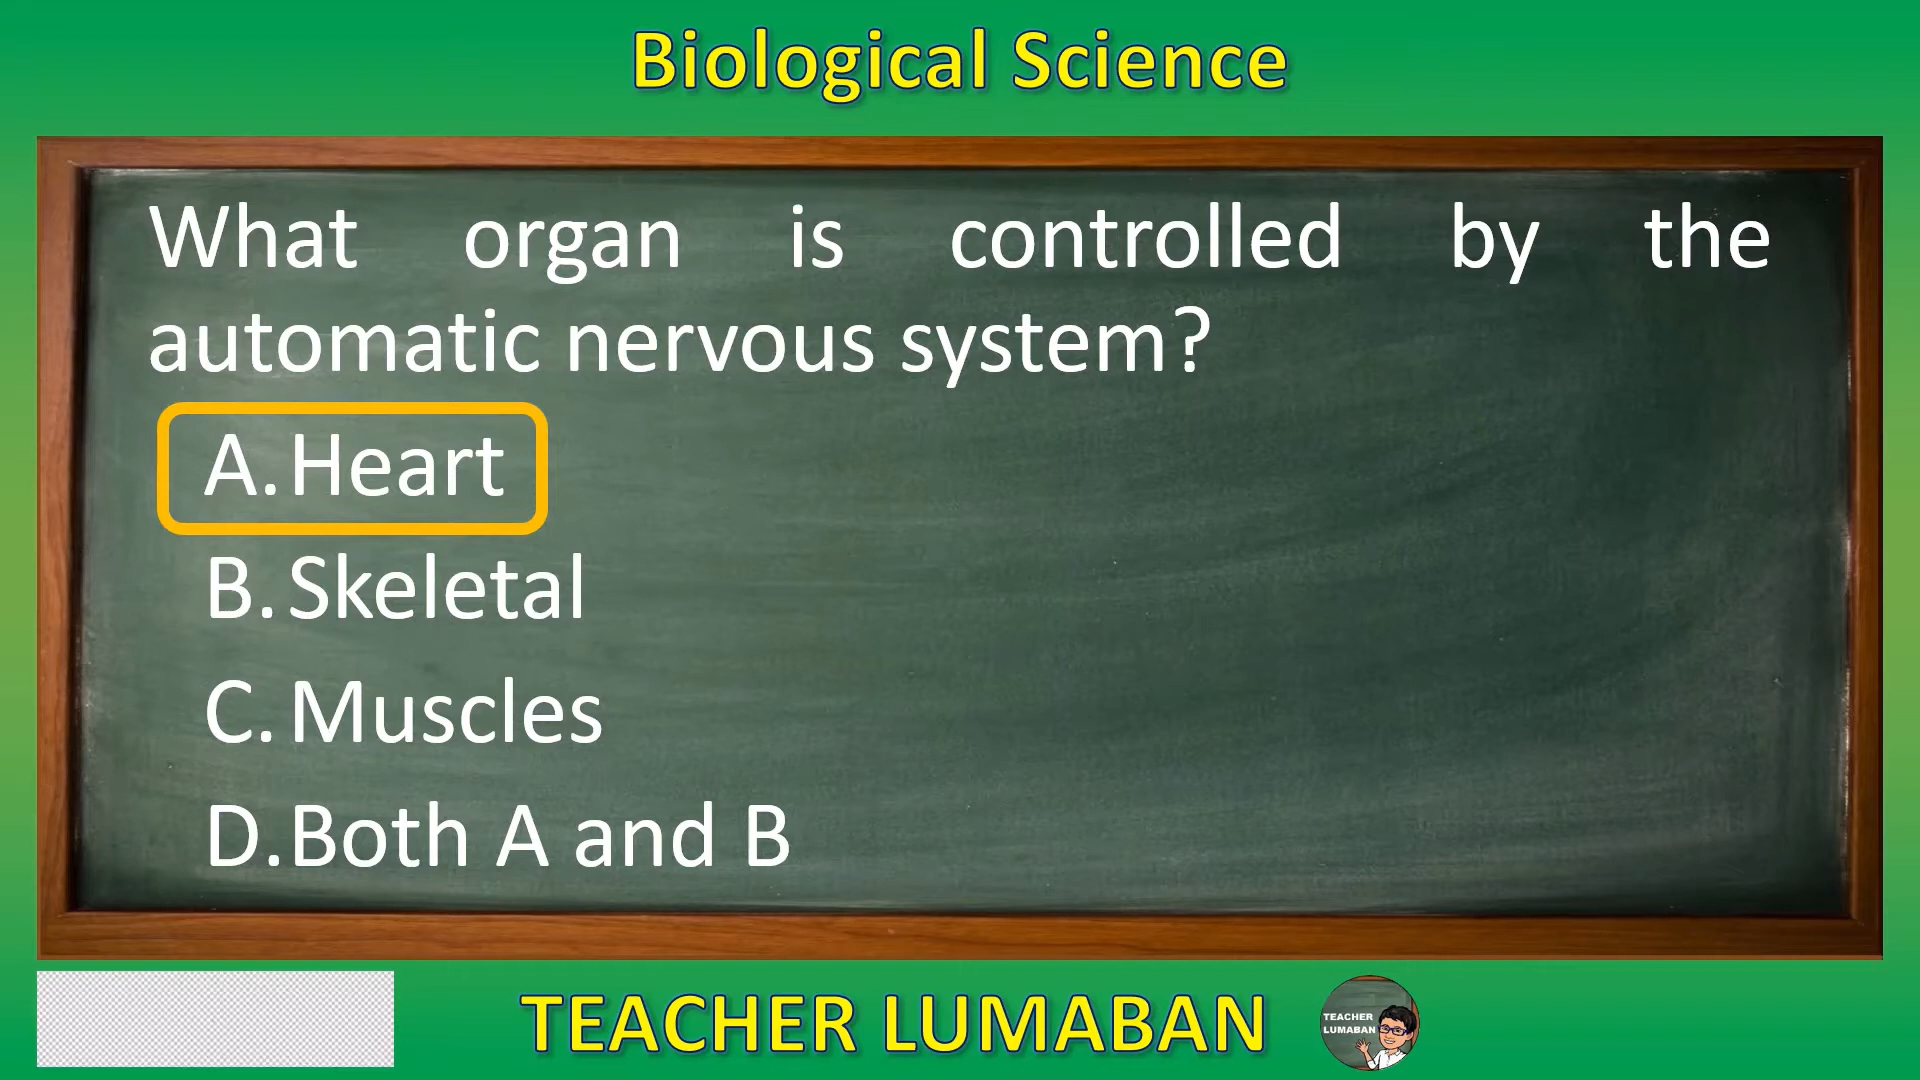 Biological Science
What organ is controlled by the
automatic nervous system?
A. Heart
B. Skeletal
C. Muscles
D. Both A and B
TEACHER LUMABAN
TEACHER
LUMABAN